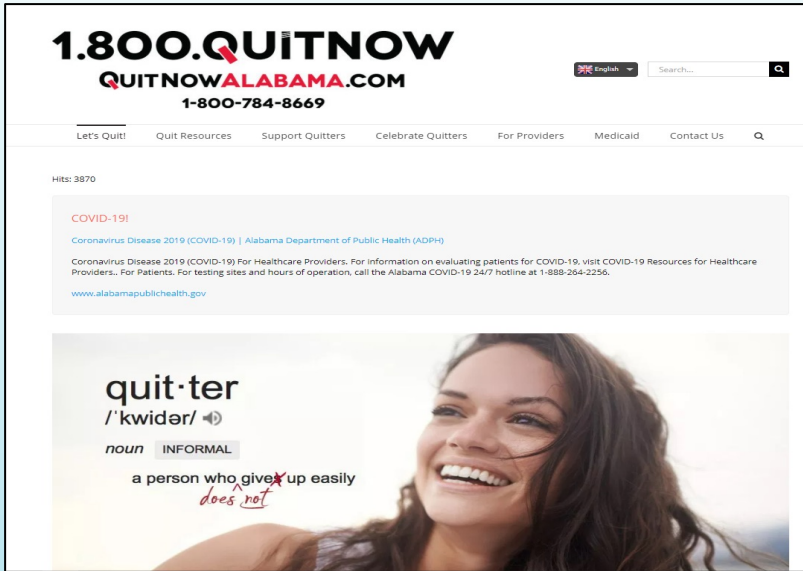 1.800.QUITNOW
QUITNOWALABAMA.COM
1-800-784-8669
English
Search...
Let's Quit! Quit Resources Support Quitters Celebrate Quitters For Providers Medicaid Contact Us
Hits: 3870
COVID-19!
Coronavirus Disease 2019 (COVID-19) | Alabama Department of Public Health (ADPH)
Coronavirus Disease 2019 (COVID-19) For Healthcare Providers. For information on evaluating patients for COVID-19, visit COVID-19 Resources for Healthcare
Providers.. For Patients. For testing sites and hours of operation, call the Alabama COVID-19 24/7 hotline at 1-888-264-2256.
www.alabamapublichealth.gov
quit·ter
/ˈkwidər/
noun INFORMAL
a person who gives up easily
does not